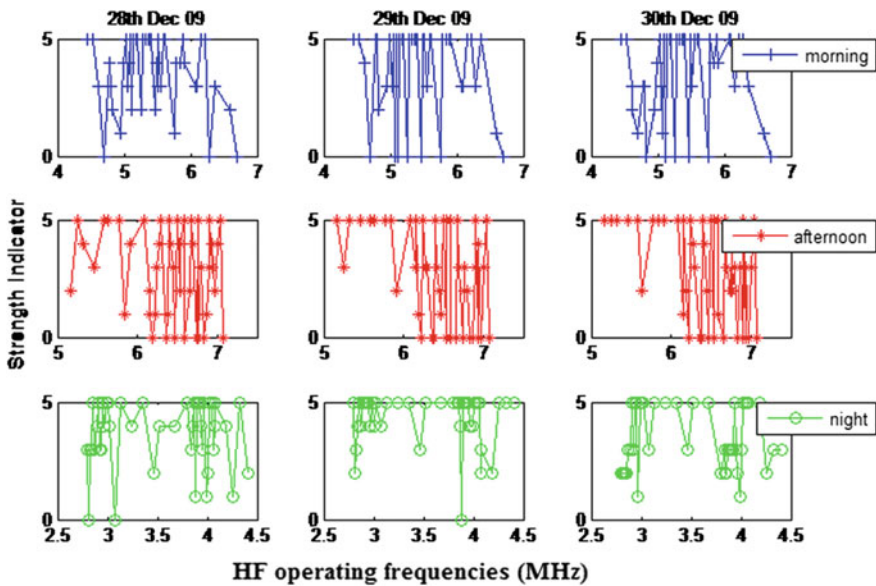 28th Dec 09 29th Dec 09 30th Dec 09
5 5 5
morning
0 0 0
4 5 6 7 4 5 6 7 4 5 6 7
Strength Indicator
5 5 5
afternoon
0 0 0
5 6 7 5 6 7 5 6 7
5 5 5
night
0 0 0
2.5 3 3.5 4 4.5 2.5 3 3.5 4 4.5 2.5 3 3.5 4 4.5
HF operating frequencies (MHz)